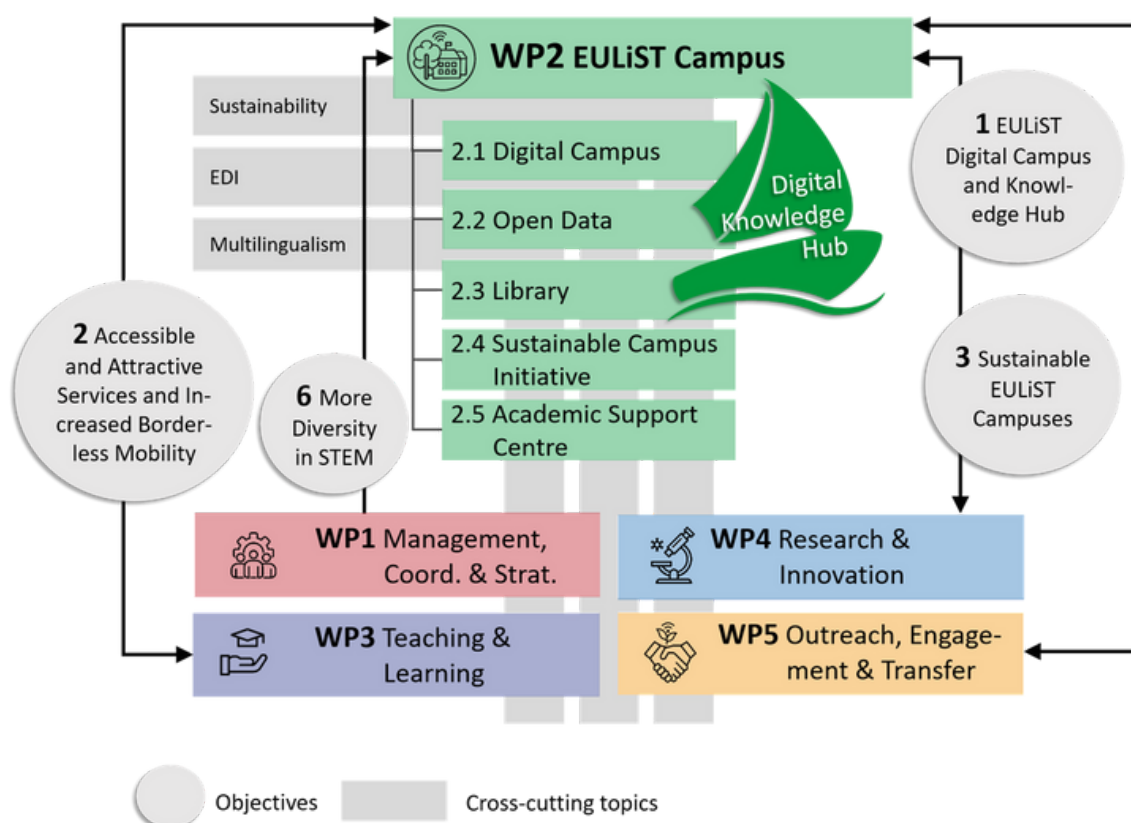 WP2 EULiST Campus
Sustainability
EDI
Multilingualism
2.1 Digital Campus
2.2 Open Data
2.3 Library
2.4 Sustainable Campus
Initiative
2.5 Academic Support
Centre
Digital
Knowledge
Hub
1 EULiST
Digital Campus
and Knowl-
edge Hub
2 Accessible
and Attractive
Services and In-
creased Border-
less Mobility
6 More
Diversity
in STEM
3 Sustainable
EULiST
Campuses
WP1 Management,
Coord. & Strat.
WP4 Research &
Innovation
WP3 Teaching &
Learning
WP5 Outreach, Engage-
ment & Transfer
Objectives
Cross-cutting topics